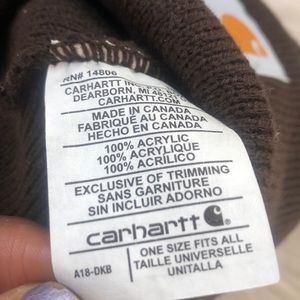 RN# 14806
CARHARTT
DEARBORN, MI
CARHARTT.COM
MADE IN CANADA
FABRIQUÉ AU CANADA
HECHO EN CANADA
100% ACRYLIC
100% ACRYLIQUE
100% ACRILICO
EXCLUSIVE OF TRIMMING
SANS GARNITURE
SIN INCLUIR ADORNO
carhartt
ONE SIZE FITS ALL
TAILLE UNIVERSELLE
UNITALLA
A18-DKB